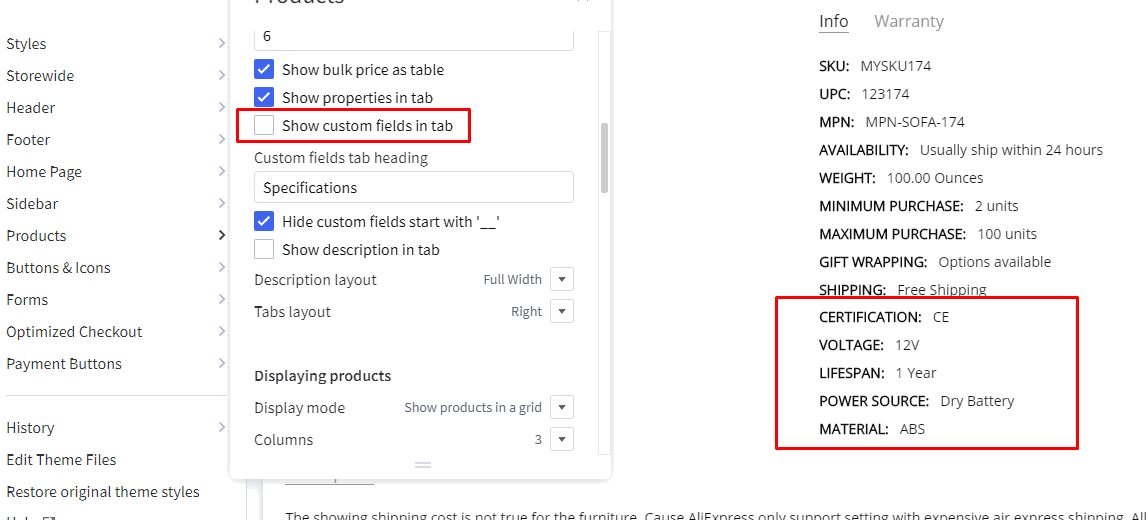 Products
Styles
Storewide
Header
Footer
Home Page
Sidebar
Products
Buttons & Icons
Forms
Optimized Checkout
Payment Buttons
History
Edit Theme Files
Restore original theme styles
6
Show bulk price as table
Show properties in tab
Show custom fields in tab
Custom fields tab heading
Specifications
Hide custom fields start with '__'
Show description in tab
Description layout Full Width
Tabs layout Right
Displaying products
Display mode Show products in a grid
Columns 3
Info Warranty
SKU: MYSKU174
UPC: 123174
MPN: MPN-SOFA-174
AVAILABILITY: Usually ship within 24 hours
WEIGHT: 100.00 Ounces
MINIMUM PURCHASE: 2 units
MAXIMUM PURCHASE: 100 units
GIFT WRAPPING: Options available
SHIPPING: Free Shipping
CERTIFICATION: CE
VOLTAGE: 12V
LIFESPAN: 1 Year
POWER SOURCE: Dry Battery
MATERIAL: ABS
The showing shipping cost is not true for the furniture. Cause AliExpress only support setting with expensive air express shipping.